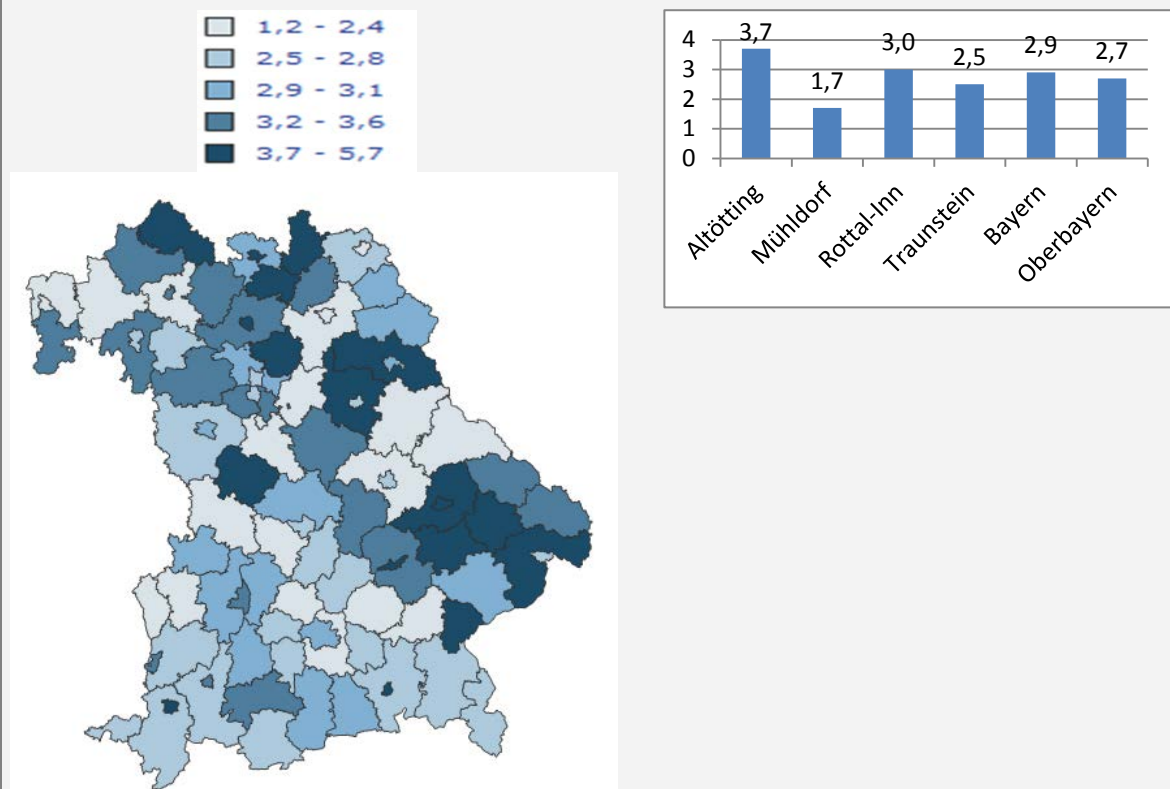 1,2 - 2,4
2,5 - 2,8
2,9 - 3,1
3,2 - 3,6
3,7 - 5,7
4
3
2
1
0
3,7
1,7
3,0
2,5
2,9
2,7
Altötting
Mühldorf
Rottal-Inn
Traunstein
Bayern
Oberbayern